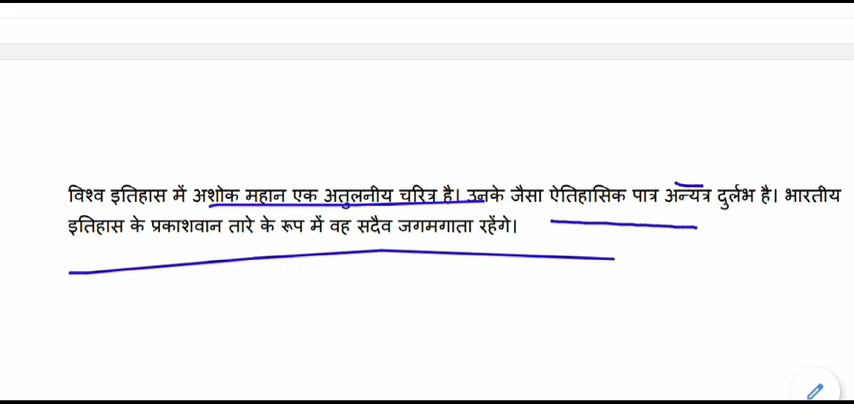 विश्व इतिहास में अशोक महान एक अतुलनीय चरित्र है। उनके जैसा ऐतिहासिक पात्र अन्यत्र दुर्लभ है। भारतीय
इतिहास के प्रकाशवान तारे के रूप में वह सदैव जगमगाता रहेंगे।